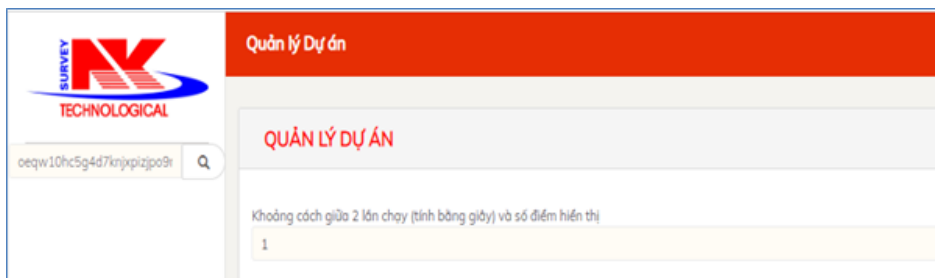 SURVEY
NK
TECHNOLOGICAL
Quản lý Dự án
QUẢN LÝ DỰ ÁN
Khoảng cách giữa 2 lần chạy (tính bằng giây) và số điểm hiển thị
1